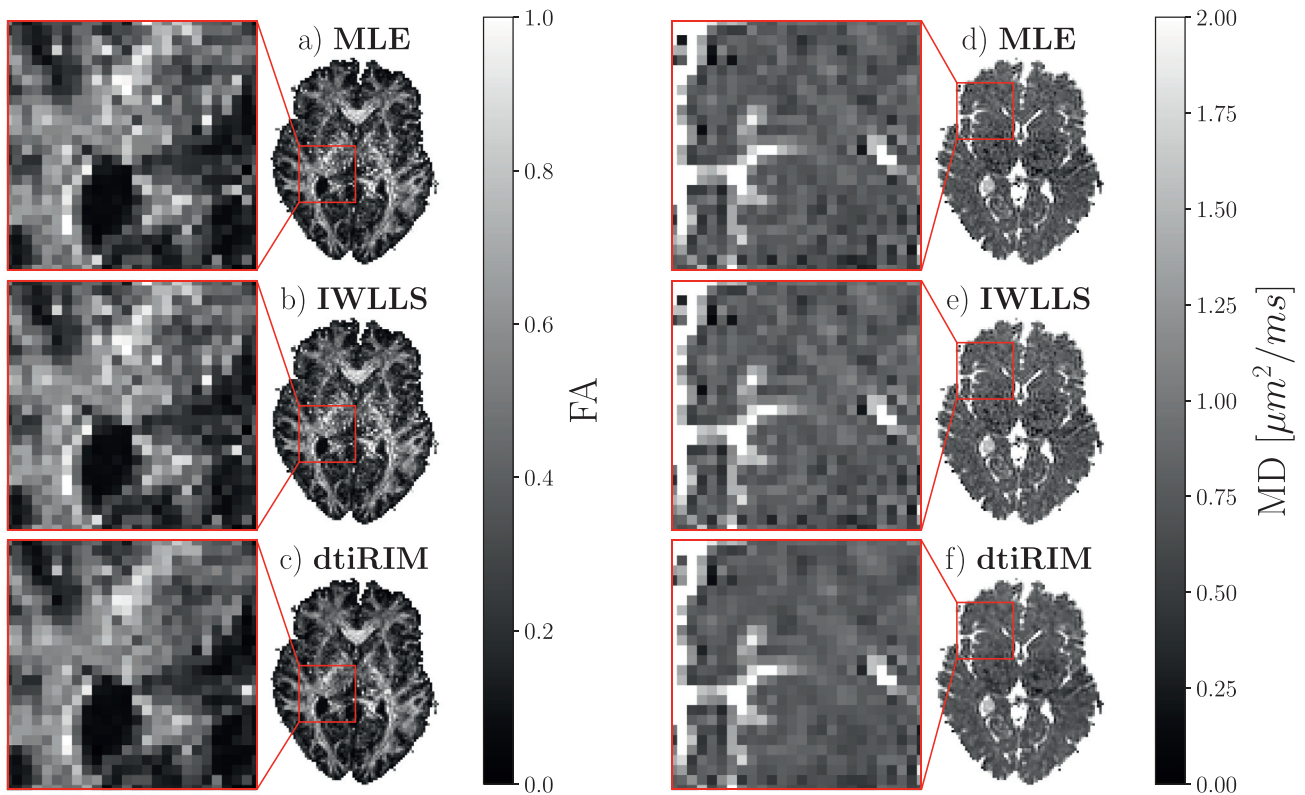 a) MLE
b) IWLLS
c) dtiRIM
1.0
0.8
0.6
0.4
0.2
0.0
FA
d) MLE
e) IWLLS
f) dtiRIM
2.00
1.75
1.50
1.25
1.00
0.75
0.50
0.25
0.00
MD [μm²/ms]